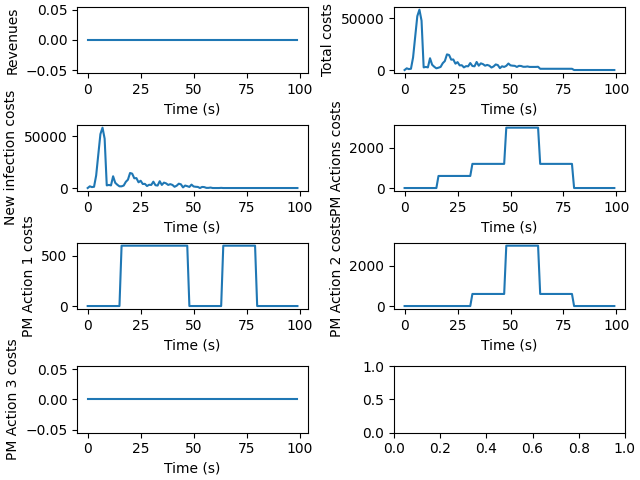 Revenues
0.05
0.00
−0.05
0 25 50 75 100
Time (s)
Total costs
50000
0
0 25 50 75 100
Time (s)
New infection costs
50000
0
0 25 50 75 100
Time (s)
PM Actions costs
2000
0
0 25 50 75 100
Time (s)
PM Action 1 costs
500
0
0 25 50 75 100
Time (s)
PM Action 2 costs
2000
0
0 25 50 75 100
Time (s)
PM Action 3 costs
0.05
0.00
−0.05
0 25 50 75 100
Time (s)
1.0
0.5
0.0
0.0 0.2 0.4 0.6 0.8 1.0